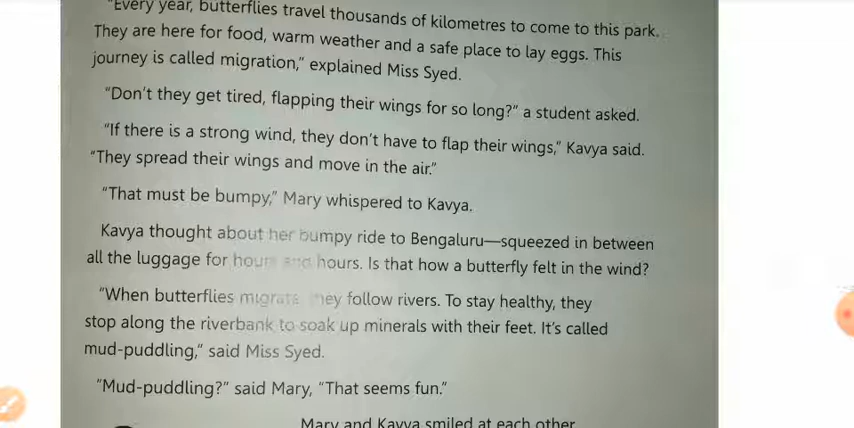 "Every year, butterflies travel thousands of kilometres to come to this park.
They are here for food, warm weather and a safe place to lay eggs. This
journey is called migration," explained Miss Syed.
"Don't they get tired, flapping their wings for so long?" a student asked.
"If there is a strong wind, they don't have to flap their wings," Kavya said.
"They spread their wings and move in the air."
"That must be bumpy," Mary whispered to Kavya.
Kavya thought about her bumpy ride to Bengaluru—squeezed in between
all the luggage for hours and hours. Is that how a butterfly felt in the wind?
"When butterflies migrate, they follow rivers. To stay healthy, they
stop along the riverbank to soak up minerals with their feet. It's called
mud-puddling," said Miss Syed.
"Mud-puddling?" said Mary, "That seems fun."
Mary and Kavya smiled at each other